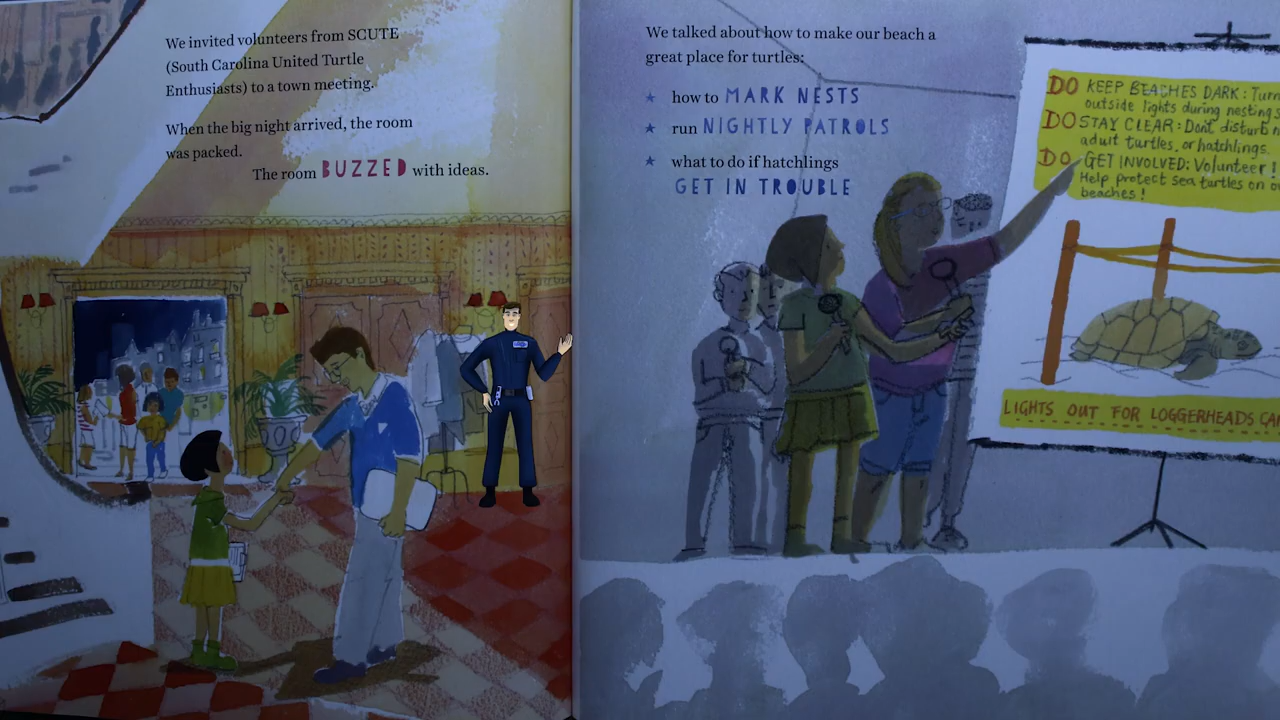 We invited volunteers from SCUTE
(South Carolina United Turtle
Enthusiasts) to a town meeting.
When the big night arrived, the room
was packed.
The room BUZZED with ideas.
We talked about how to make our beach a
great place for turtles:
★ how to MARK NESTS
★ run NIGHTLY PATROLS
★ what to do if hatchlings
GET IN TROUBLE
DO KEEP BEACHES DARK: Turn
outside lights during nesting
DO STAY CLEAR: Don't disturb
adult turtles, or hatchlings.
DO GET INVOLVED: Volunteer!
Help protect sea turtles on
beaches!
LIGHTS OUT FOR LOGGERHEADS